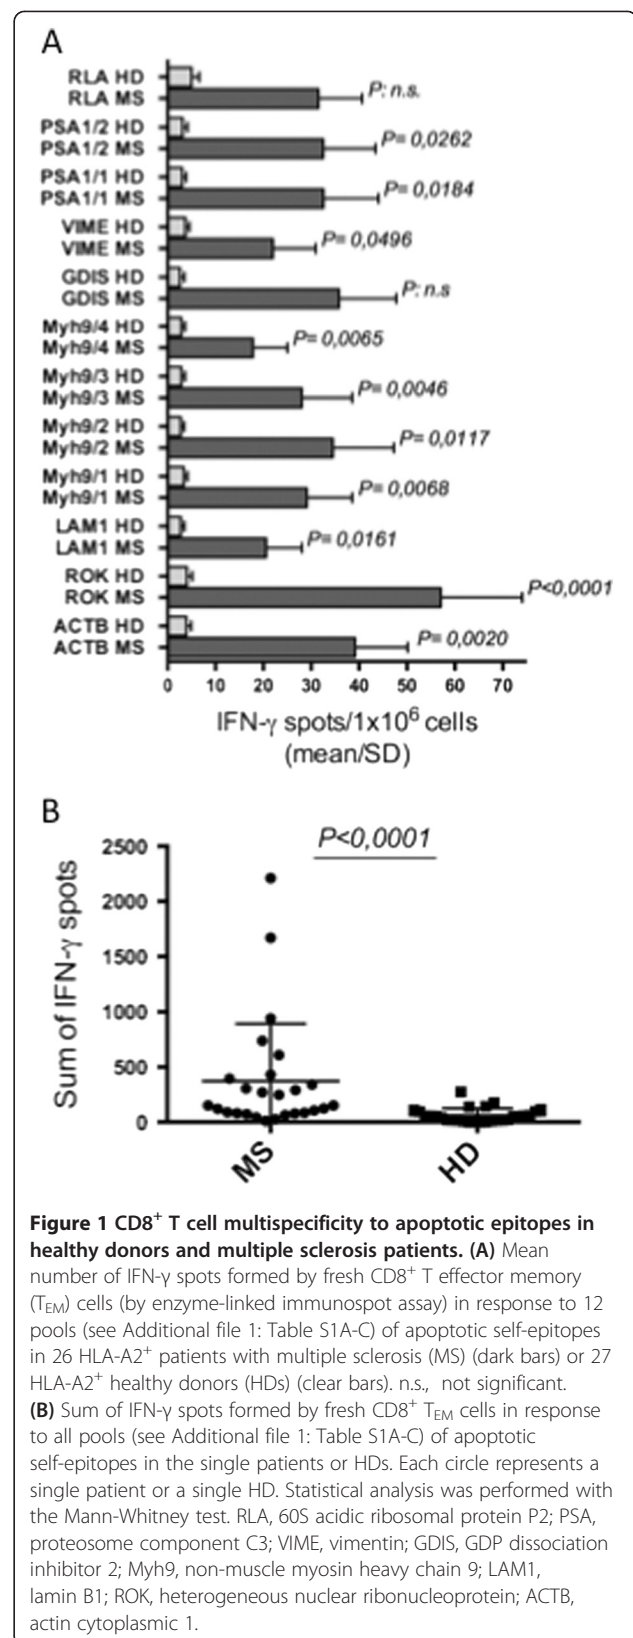 A
RLA HD
RLA MS
P: n.s.
PSA1/2 HD
PSA1/2 MS
P= 0,0262
PSA1/1 HD
PSA1/1 MS
P= 0,0184
VIME HD
VIME MS
P= 0,0496
GDIS HD
GDIS MS
P: n.s
Myh9/4 HD
Myh9/4 MS
P= 0,0065
Myh9/3 HD
Myh9/3 MS
P= 0,0046
Myh9/2 HD
Myh9/2 MS
P= 0,0117
Myh9/1 HD
Myh9/1 MS
P= 0,0068
LAM1 HD
LAM1 MS
P= 0,0161
ROK HD
ROK MS
P<0,0001
ACTB HD
ACTB MS
P= 0,0020
0 10 20 30 40 50 60 70
IFN-γ spots/1x10⁶ cells
(mean/SD)
B
P<0,0001
Sum of IFN-γ spots
2500
2000
1500
1000
500
0
MS HD
Figure 1 CD8⁺ T cell multispecificity to apoptotic epitopes in
healthy donors and multiple sclerosis patients. (A) Mean
number of IFN-γ spots formed by fresh CD8⁺ T effector memory
(T_EM) cells (by enzyme-linked immunospot assay) in response to 12
pools (see Additional file 1: Table S1A-C) of apoptotic self-epitopes
in 26 HLA-A2⁺ patients with multiple sclerosis (MS) (dark bars) or 27
HLA-A2⁺ healthy donors (HDs) (clear bars). n.s., not significant.
(B) Sum of IFN-γ spots formed by fresh CD8⁺ T_EM cells in response
to all pools (see Additional file 1: Table S1A-C) of apoptotic
self-epitopes in the single patients or HDs. Each circle represents a
single patient or a single HD. Statistical analysis was performed with
the Mann-Whitney test. RLA, 60S acidic ribosomal protein P2; PSA,
proteosome component C3; VIME, vimentin; GDIS, GDP dissociation
inhibitor 2; Myh9, non-muscle myosin heavy chain 9; LAM1,
lamin B1; ROK, heterogeneous nuclear ribonucleoprotein; ACTB,
actin cytoplasmic 1.